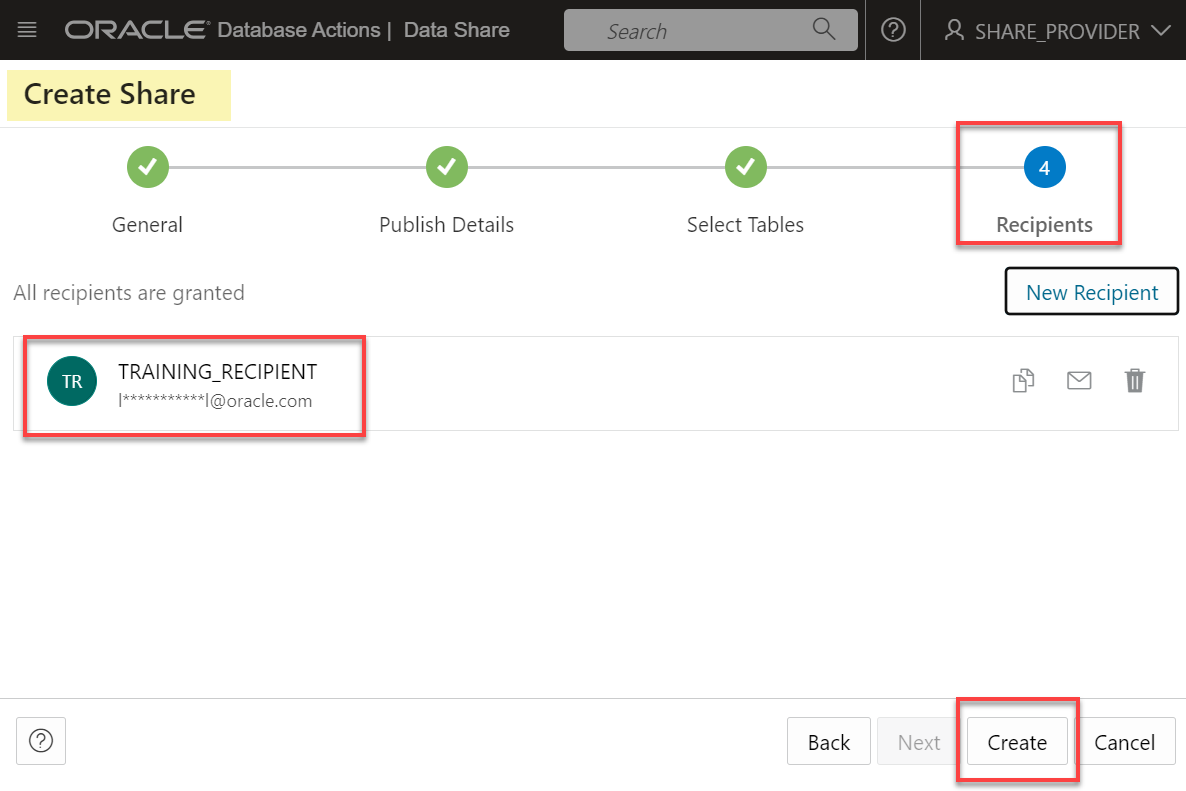 ORACLE® Database Actions | Data Share
Search
SHARE_PROVIDER
Create Share
4
General
Publish Details
Select Tables
Recipients
All recipients are granted
New Recipient
TR
TRAINING_RECIPIENT
l***********l@oracle.com
Back
Next
Create
Cancel